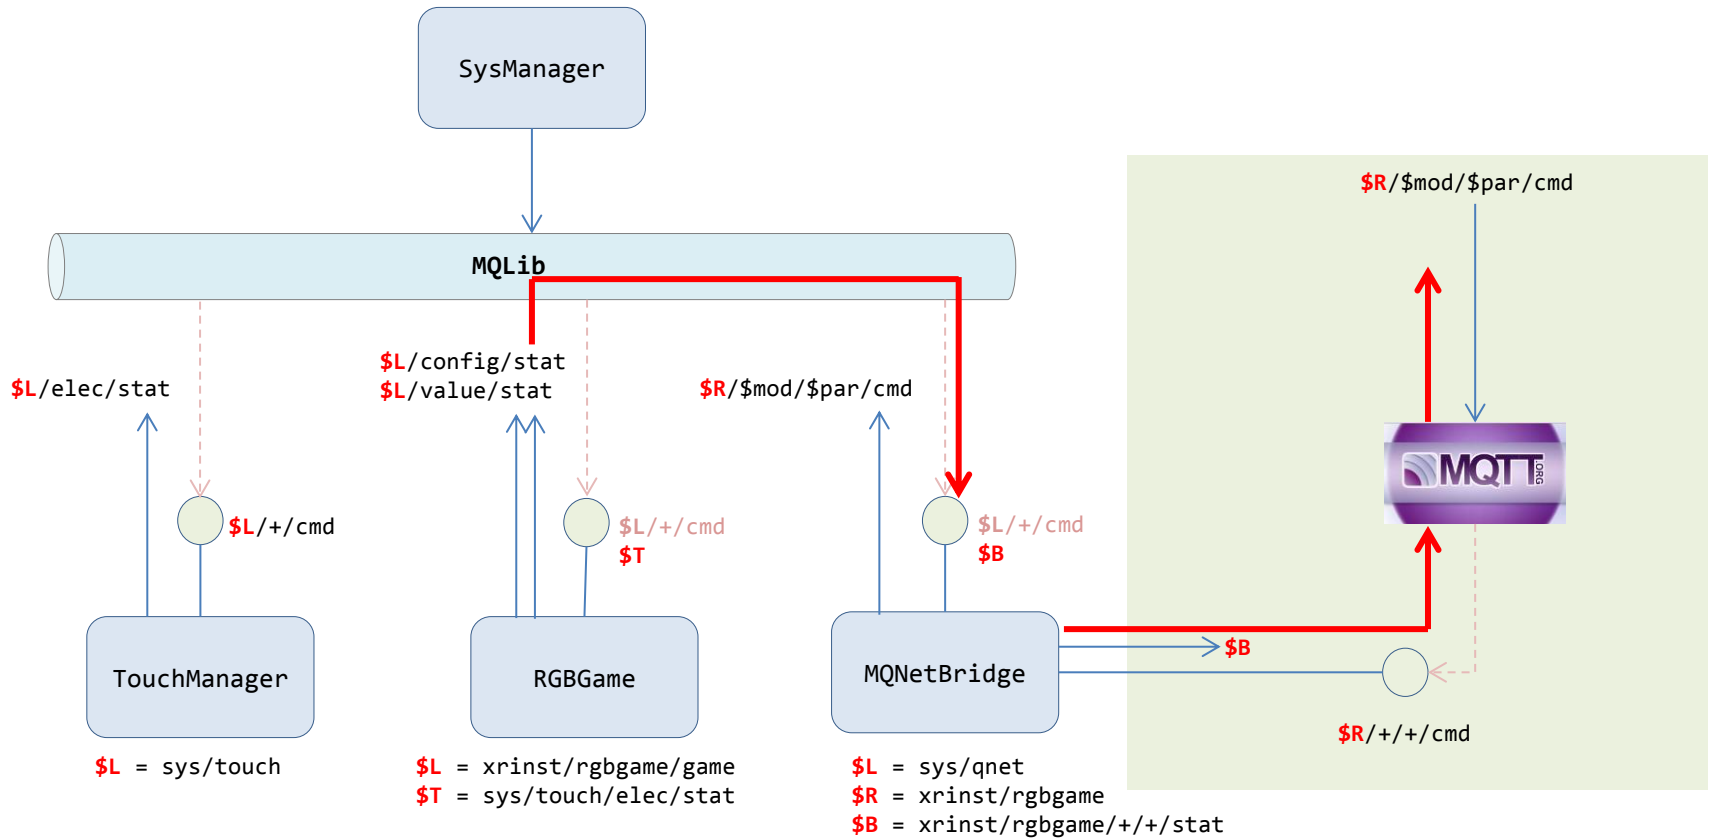 SysManager
$R/$mod/$par/cmd
MQLib
$L/config/stat
$L/elec/stat
$L/value/stat
$R/$mod/$par/cmd
MQTT.ORG
$L/+/cmd
$L/+/cmd
$T
$L/+/cmd
$B
$B
TouchManager
RGBGame
MQNetBridge
$R/+/+/cmd
$L = sys/touch
$L = xrinst/rgbgame/game
$T = sys/touch/elec/stat
$L = sys/qnet
$R = xrinst/rgbgame
$B = xrinst/rgbgame/+/+/stat